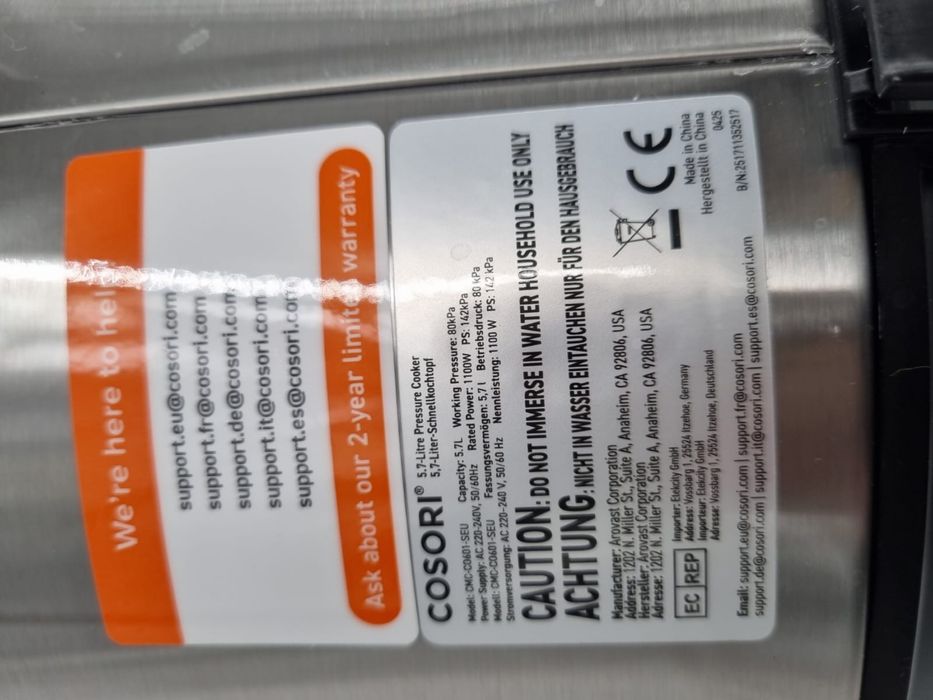 We're here to help
support.eu@cosori.com
support.fr@cosori.com
support.de@cosori.com
support.it@cosori.com
support.es@cosori.com
Ask about our 2-year limited warranty
COSORI® 5.7-Litre Pressure Cooker
5,7-Liter-Schnellkochtopf
Model: CMC-CO601-SEU Capacity: 5.7L Working Pressure: 80kPa
Power Supply: AC 220-240V, 50/60Hz Rated Power: 1100W PS: 142kPa
Modell: CMC-CO601-SEU Fassungsvermögen: 5,7 l Betriebsdruck: 80 kPa
Stromversorgung: AC 220-240 V, 50/60 Hz Nennleistung: 1100 W PS: 142 kPa
CAUTION: DO NOT IMMERSE IN WATER HOUSEHOLD USE ONLY
ACHTUNG: NICHT IN WASSER EINTAUCHEN NUR FÜR DEN HAUSGEBRAUCH
Manufacturer: Arovast Corporation
Address: 1202 N. Miller St., Suite A, Anaheim, CA 92806, USA
Hersteller: Arovast Corporation
Adresse: 1202 N. Miller St., Suite A, Anaheim, CA 92806, USA
CE
EC REP
Importer: Etekcity GmbH
Address: Vossbarg 1, 25524 Itzehoe, Germany
Importeur: Etekcity GmbH
Adresse: Vossbarg 1, 25524 Itzehoe, Deutschland
Made in China
Hergestellt in China
0425
Email: support.eu@cosori.com | support.fr@cosori.com
support.de@cosori.com | support.it@cosori.com | support.es@cosori.com
B/N:251711352517